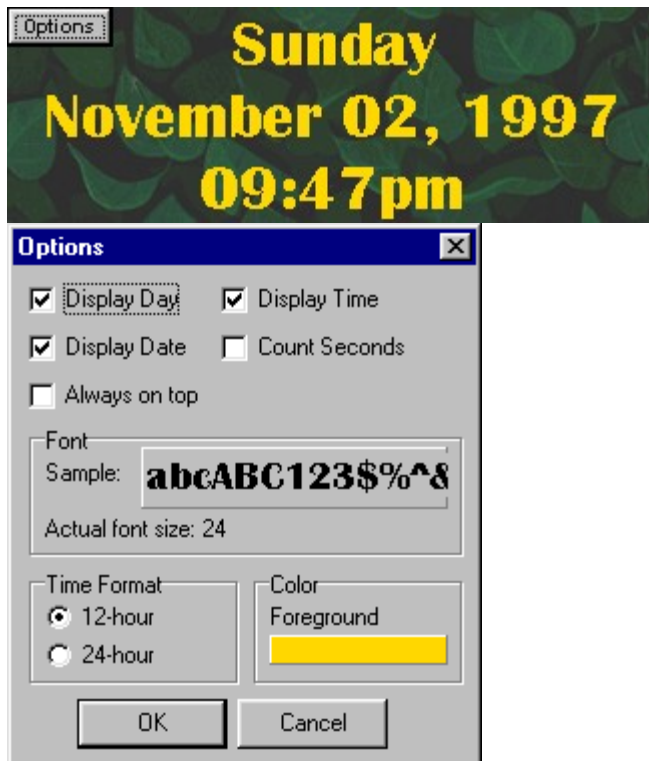 Options
Sunday
November 02, 1997
09:47pm
Options
Display Day Display Time
Display Date Count Seconds
Always on top
Font
Sample: abcABC123$%^&
Actual font size: 24
Time Format Color
12-hour Foreground
24-hour
OK Cancel